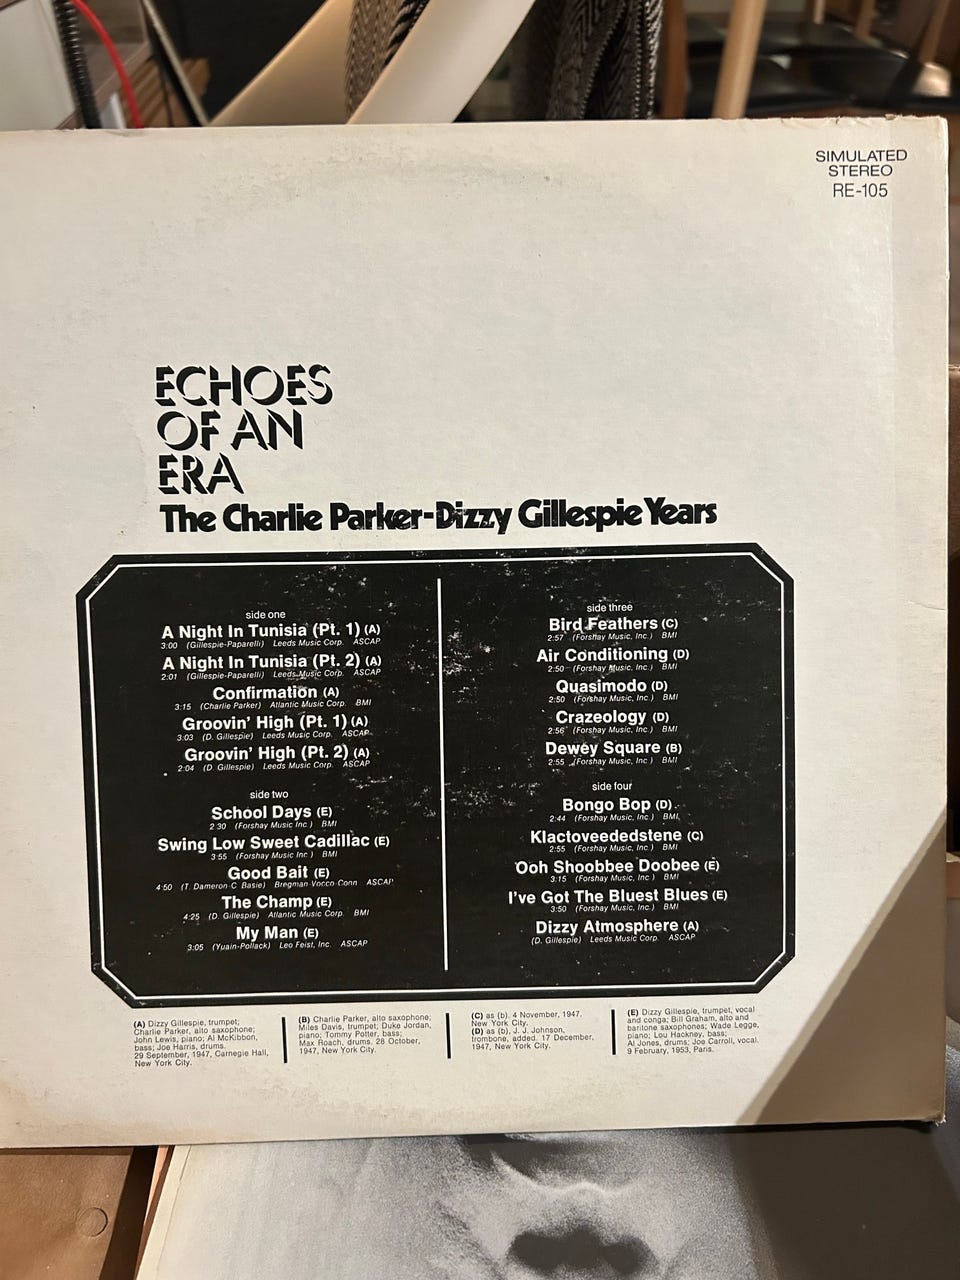 SIMULATED
STEREO
RE-105
ECHOES
OF AN
ERA
The Charlie Parker-Dizzy Gillespie Years
side one
A Night In Tunisia (Pt. 1) (A)
3:00 (Gillespie-Paparelli) Leeds Music Corp. ASCAP
A Night In Tunisia (Pt. 2) (A)
2:01 (Gillespie-Paparelli) Leeds Music Corp. ASCAP
Confirmation (A)
3:15 (Charlie Parker) Atlantic Music Corp. BMI
Groovin' High (Pt. 1) (A)
3:03 (D. Gillespie) Leeds Music Corp. ASCAP
Groovin' High (Pt. 2) (A)
2:04 (D. Gillespie) Leeds Music Corp. ASCAP
side two
School Days (E)
2:30 (Forshay Music Inc.) BMI
Swing Low Sweet Cadillac (E)
3:55 (Forshay Music Inc.) BMI
Good Bait (E)
4:50 (T. Dameron-C. Basie) Bregman Vocco-Conn ASCAP
The Champ (E)
4:25 (D. Gillespie) Atlantic Music Corp. BMI
My Man (E)
3:05 (Yuain-Pollack) Leo Feist, Inc. ASCAP
side three
Bird Feathers (C)
2:57 (Forshay Music, Inc.) BMI
Air Conditioning (D)
2:50 (Forshay Music, Inc.) BMI
Quasimodo (D)
2:50 (Forshay Music, Inc.) BMI
Crazeology (D)
2:56 (Forshay Music, Inc.) BMI
Dewey Square (B)
2:55 (Forshay Music, Inc.) BMI
side four
Bongo Bop (D)
2:44 (Forshay Music, Inc.) BMI
Klactoveededstene (C)
2:55 (Forshay Music, Inc.) BMI
Ooh Shoobbee Doobee (E)
3:15 (Forshay Music, Inc.) BMI
I've Got The Bluest Blues (E)
3:50 (Forshay Music, Inc.) BMI
Dizzy Atmosphere (A)
(D. Gillespie) Leeds Music Corp. ASCAP
(A) Dizzy Gillespie, trumpet;
Charlie Parker, alto saxophone;
John Lewis, piano; Al McKibbon,
bass; Joe Harris, drums.
29 September, 1947, Carnegie Hall,
New York City.
(B) Charlie Parker, alto saxophone;
Miles Davis, trumpet; Duke Jordan,
piano; Tommy Potter, bass;
Max Roach, drums. 28 October,
1947, New York City.
(C) as (b). 4 November, 1947.
New York City.
(D) as (b), J. J. Johnson,
trombone, added. 17 December,
1947, New York City.
(E) Dizzy Gillespie, trumpet, vocal
and conga; Bill Graham, alto and
baritone saxophones; Wade Legge,
piano; Lou Hackney, bass;
Al Jones, drums; Joe Carroll, vocal.
9 February, 1953, Paris.